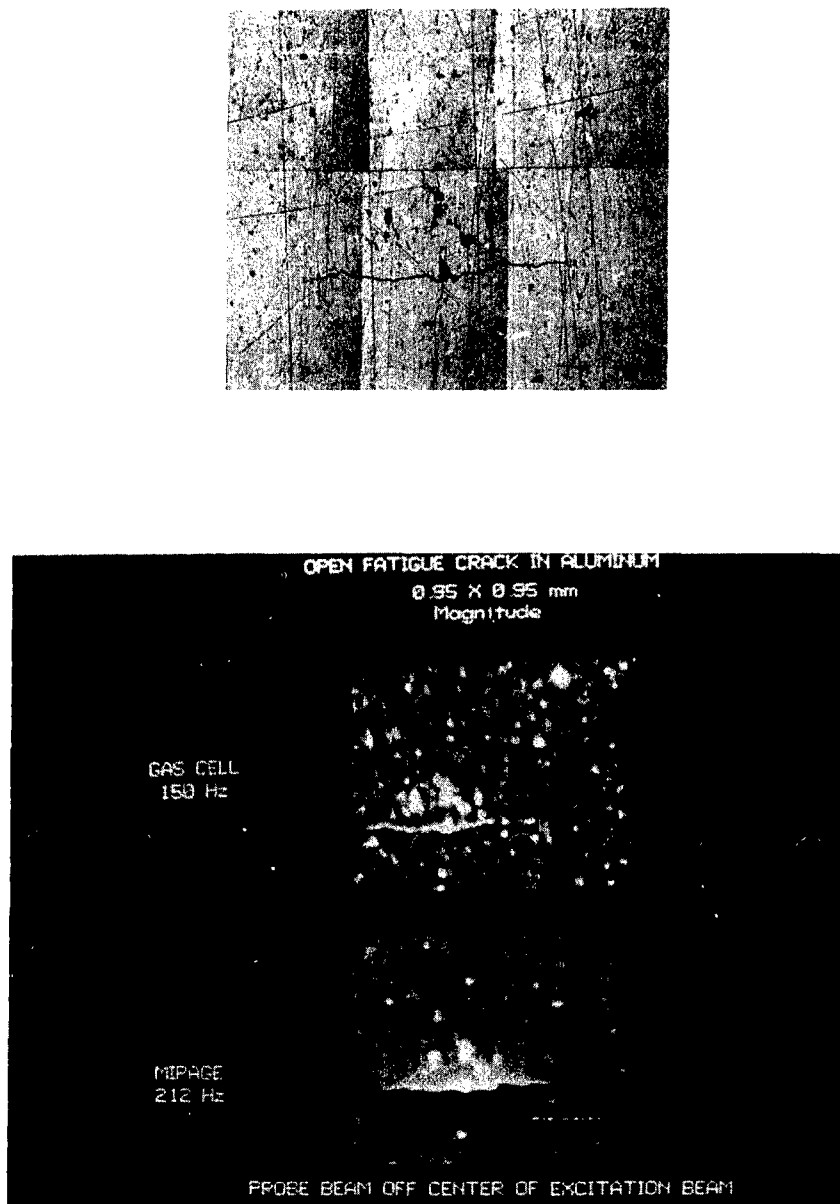 OPEN FATIGUE CRACK IN ALUMINUM
0.95 X 0.95 mm
Magnitude
GAS CELL
150 Hz
MIPAGE
212 Hz
PROBE BEAM OFF CENTER OF EXCITATION BEAM